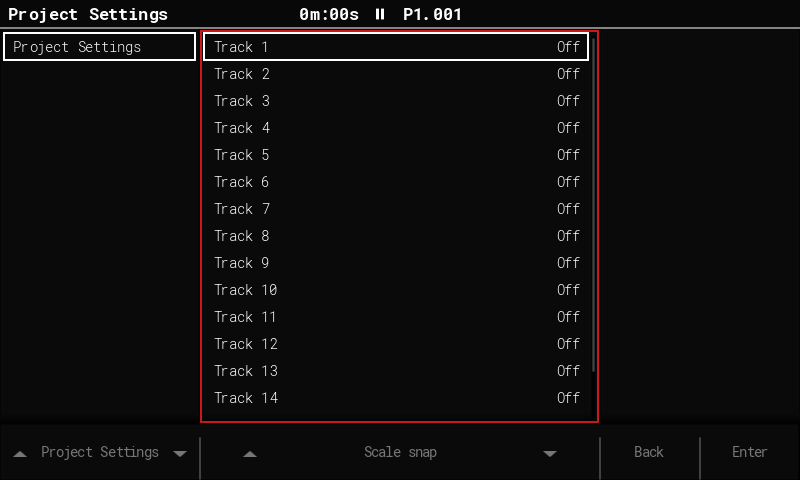 Project Settings 0m:00s P1.001
Project Settings
Track 1 Off
Track 2 Off
Track 3 Off
Track 4 Off
Track 5 Off
Track 6 Off
Track 7 Off
Track 8 Off
Track 9 Off
Track 10 Off
Track 11 Off
Track 12 Off
Track 13 Off
Track 14 Off
Project Settings Scale snap Back Enter